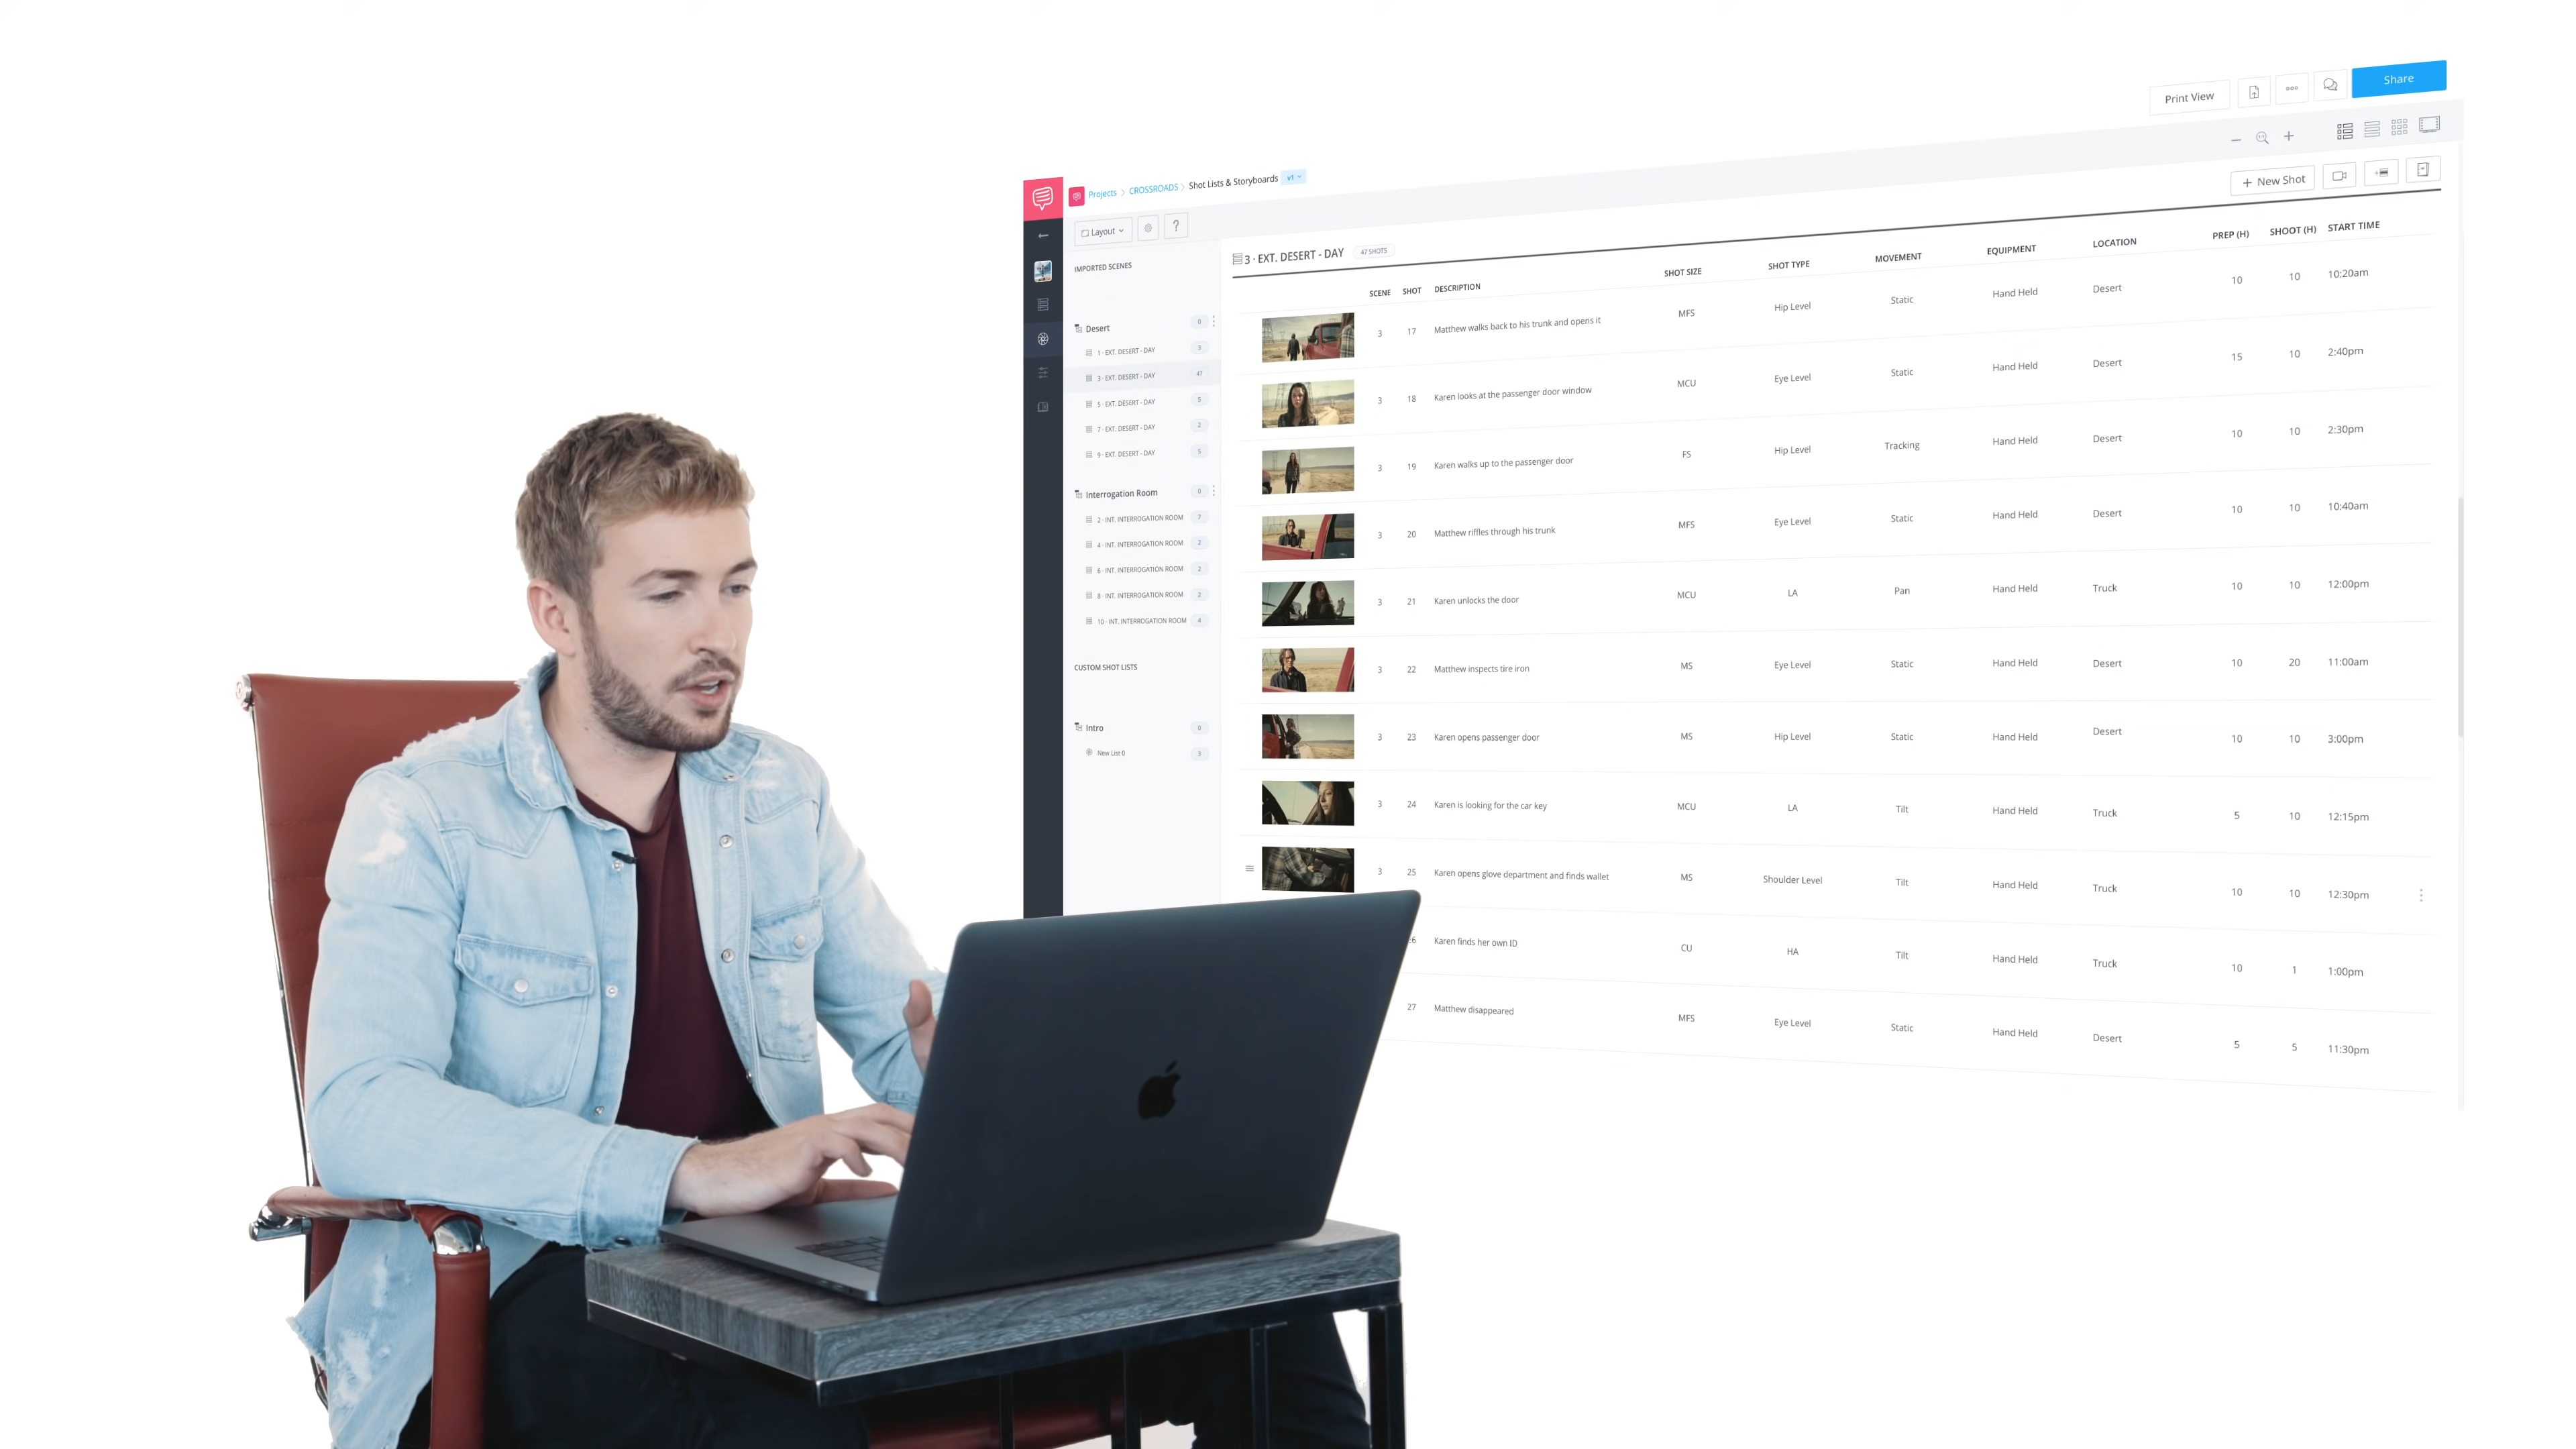 Print View
Share
Projects > CROSSROADS > Shot Lists & Storyboards v1
+ New Shot
Layout
?
IMPORTED SCENES
Desert 0
1 · EXT. DESERT - DAY 3
3 · EXT. DESERT - DAY 47
5 · EXT. DESERT - DAY 5
7 · EXT. DESERT - DAY 2
9 · EXT. DESERT - DAY 5
Interrogation Room 0
2 · INT. INTERROGATION ROOM 7
4 · INT. INTERROGATION ROOM 2
6 · INT. INTERROGATION ROOM 2
8 · INT. INTERROGATION ROOM 2
10 · INT. INTERROGATION ROOM 4
CUSTOM SHOT LISTS
Intro 0
New List 0 3
3 · EXT. DESERT - DAY 47 SHOTS
SCENE SHOT DESCRIPTION SHOT SIZE SHOT TYPE MOVEMENT EQUIPMENT LOCATION PREP (H) SHOOT (H) START TIME
3 17 Matthew walks back to his trunk and opens it MFS Hip Level Static Hand Held Desert 10 10 10:20am
3 18 Karen looks at the passenger door window MCU Eye Level Static Hand Held Desert 15 10 2:40pm
3 19 Karen walks up to the passenger door FS Hip Level Tracking Hand Held Desert 10 10 2:30pm
3 20 Matthew riffles through his trunk MFS Eye Level Static Hand Held Desert 10 10 10:40am
3 21 Karen unlocks the door MCU LA Pan Hand Held Truck 10 10 12:00pm
3 22 Matthew inspects tire iron MS Eye Level Static Hand Held Desert 10 20 11:00am
3 23 Karen opens passenger door MS Hip Level Static Hand Held Desert 10 10 3:00pm
3 24 Karen is looking for the car key MCU LA Tilt Hand Held Truck 5 10 12:15pm
3 25 Karen opens glove department and finds wallet MS Shoulder Level Tilt Hand Held Truck 10 10 12:30pm
6 Karen finds her own ID CU HA Tilt Hand Held Truck 10 1 1:00pm
27 Matthew disappeared MFS Eye Level Static Hand Held Desert 5 5 11:30pm